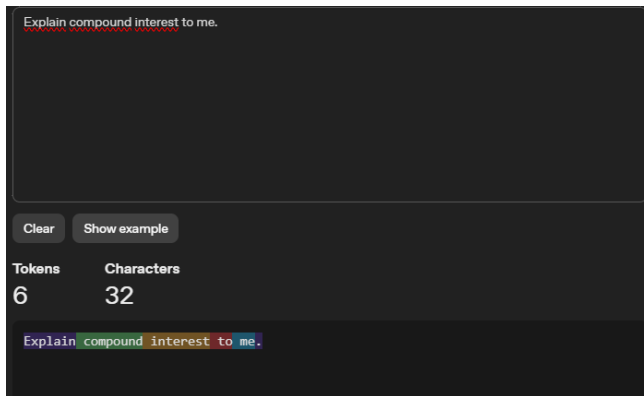 Explain compound interest to me.
Clear Show example
Tokens Characters
6 32
Explain compound interest to me.